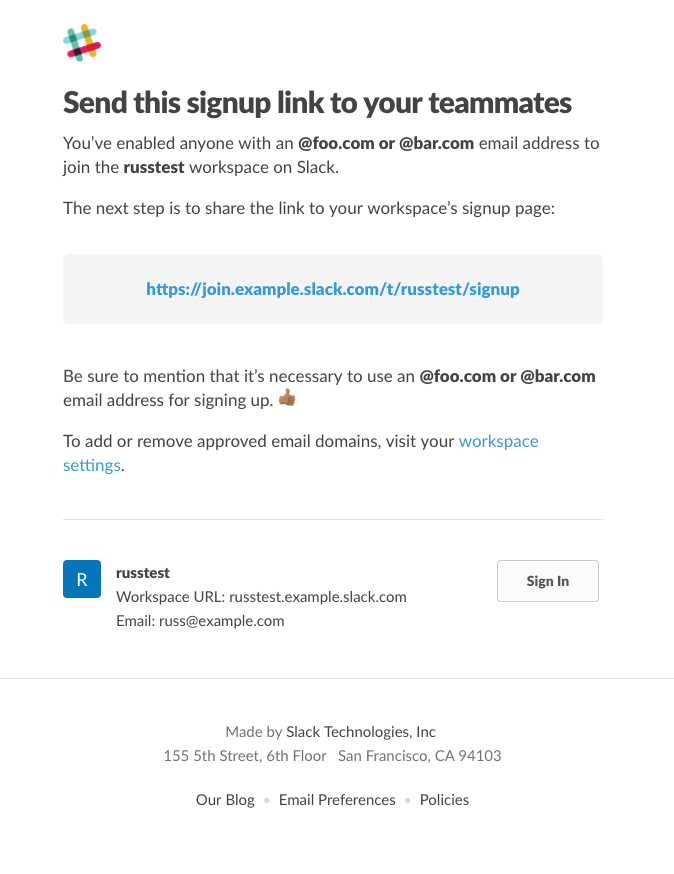 Send this signup link to your teammates
You’ve enabled anyone with an @foo.com or @bar.com email address to
join the russtest workspace on Slack.
The next step is to share the link to your workspace’s signup page:
https://join.example.slack.com/t/russtest/signup
Be sure to mention that it’s necessary to use an @foo.com or @bar.com
email address for signing up. 👍🏽
To add or remove approved email domains, visit your workspace
settings.
R
russtest
Workspace URL: russtest.example.slack.com
Email: russ@example.com
Sign In
Made by Slack Technologies, Inc
155 5th Street, 6th Floor   San Francisco, CA 94103
Our Blog • Email Preferences • Policies